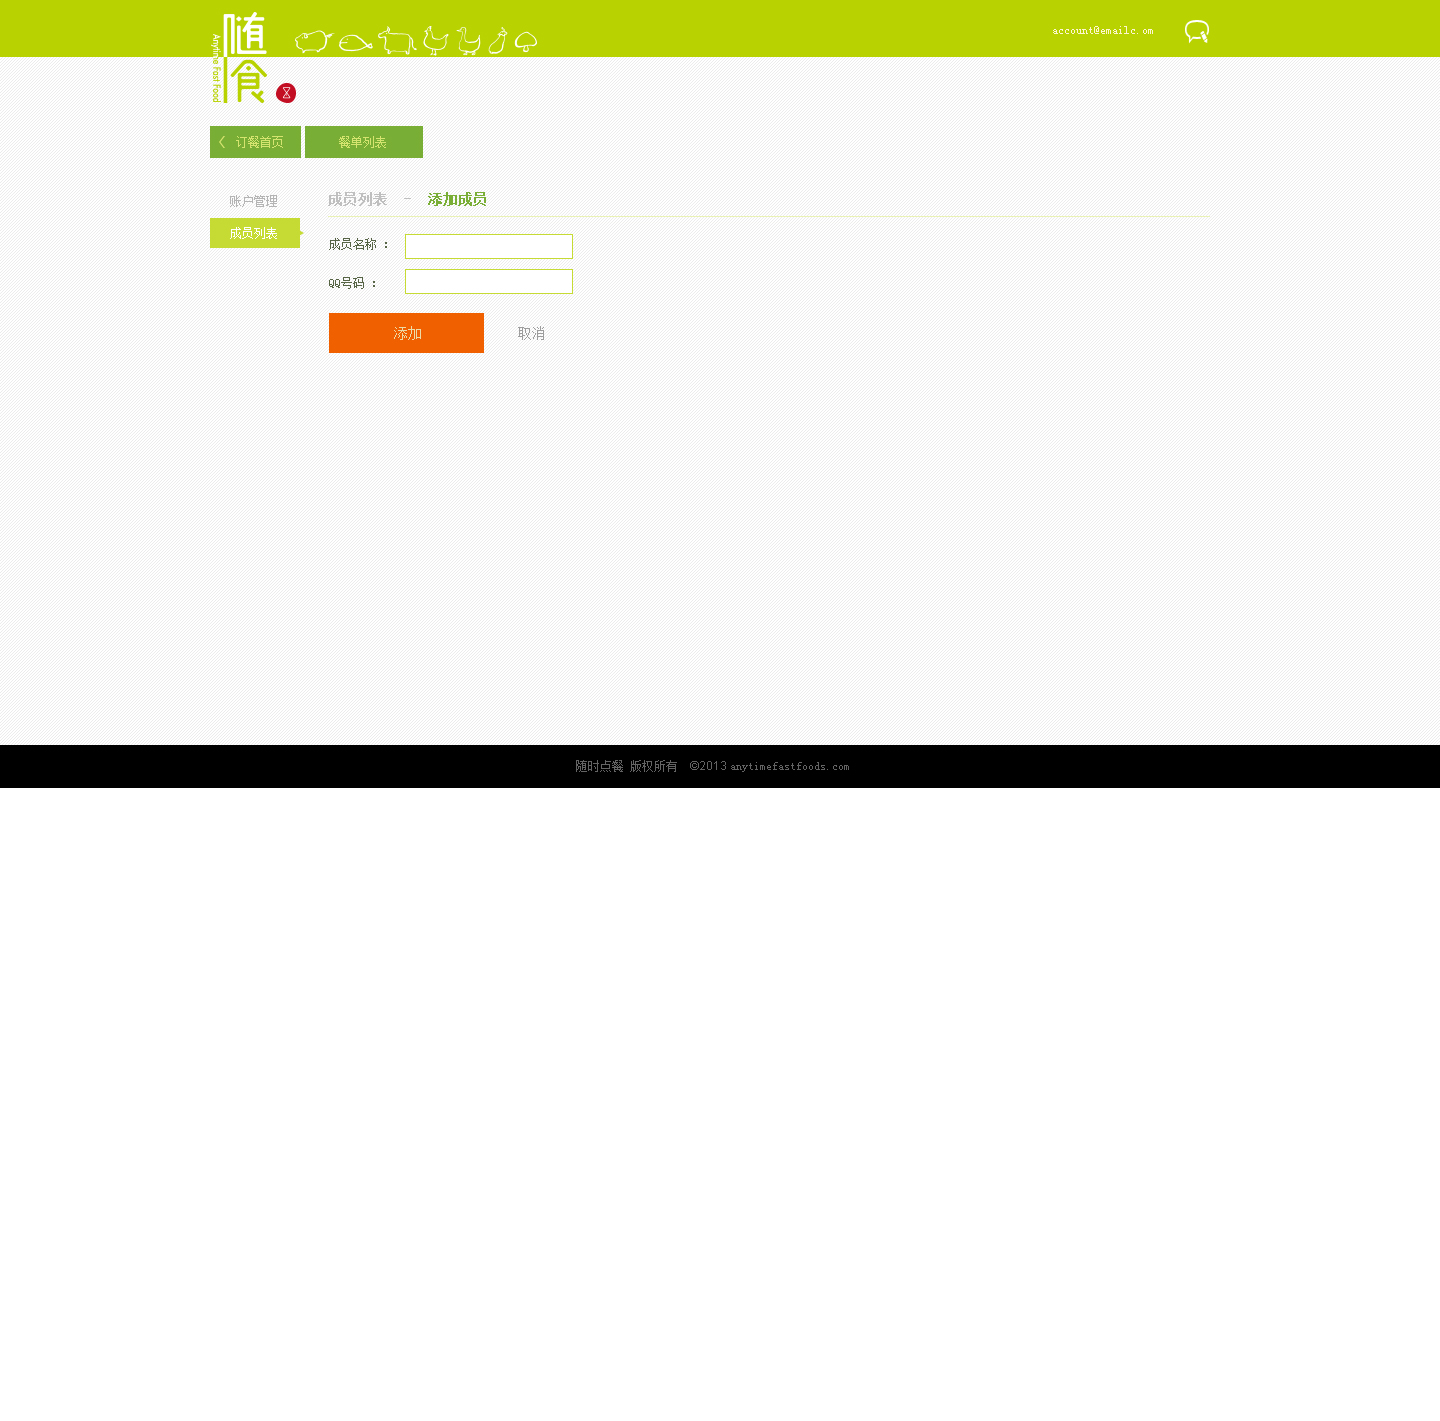 随食
Anytime Fast Food
account@emailc.om
订餐首页
餐单列表
账户管理
成员列表
成员列表 - 添加成员
成员名称 :
QQ号码 :
添加
取消
随时点餐 版权所有 ©2013 anytimefastfoods.com